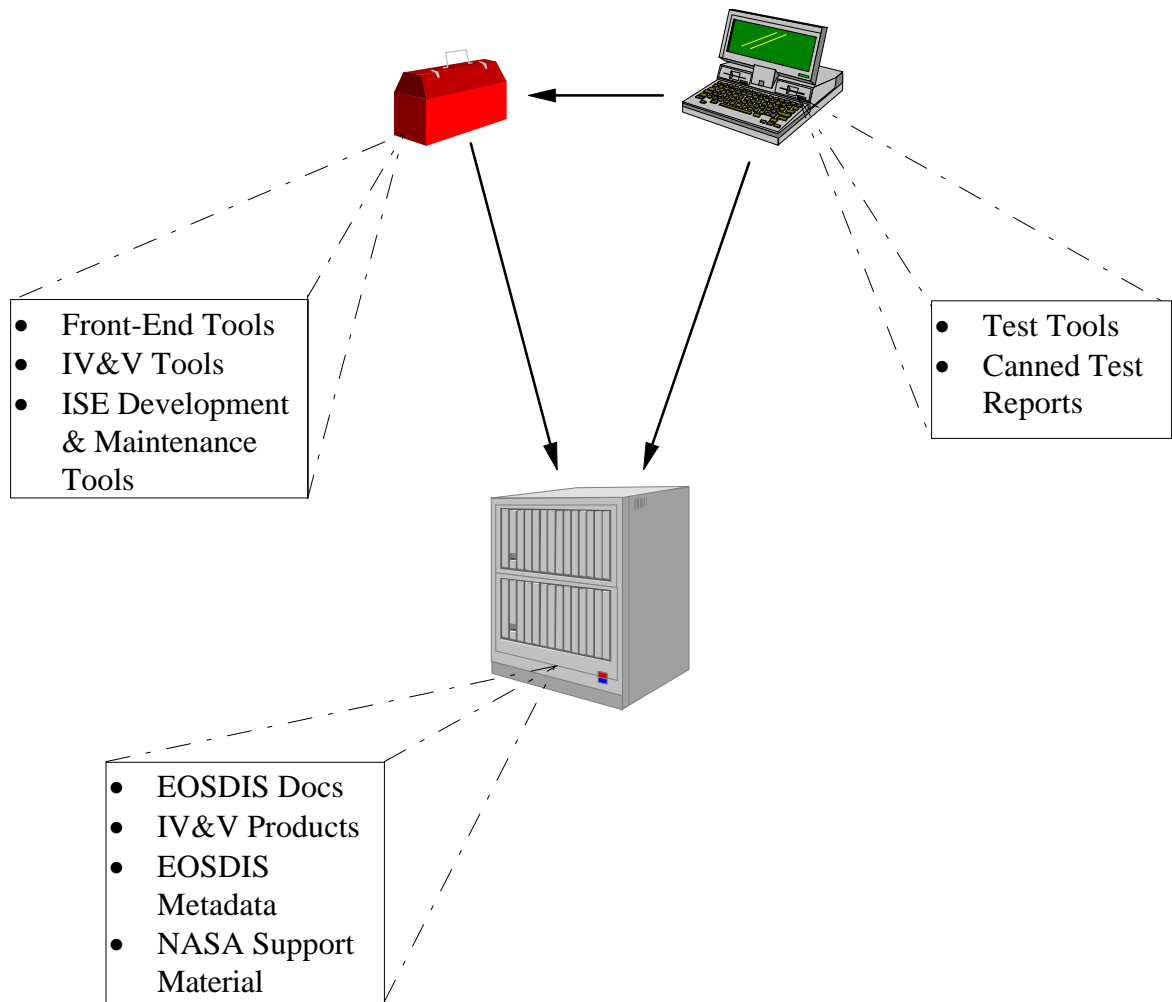 • Front-End Tools
• IV&V Tools
• ISE Development
& Maintenance
Tools
• Test Tools
• Canned Test
Reports
• EOSDIS Docs
• IV&V Products
• EOSDIS
Metadata
• NASA Support
Material